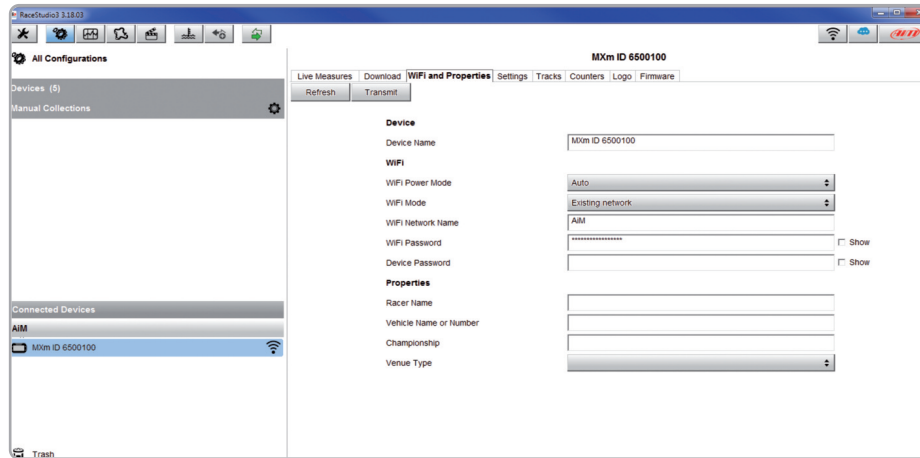 RaceStudio3 3.18.03
AiM
All Configurations
Devices (5)
Manual Collections
Connected Devices
AiM
MXm ID 6500100
Trash
MXm ID 6500100
Live Measures Download WiFi and Properties Settings Tracks Counters Logo Firmware
Refresh Transmit
Device
Device Name MXm ID 6500100
WiFi
WiFi Power Mode Auto
WiFi Mode Existing network
WiFi Network Name AiM
WiFi Password ***************** Show
Device Password Show
Properties
Racer Name
Vehicle Name or Number
Championship
Venue Type